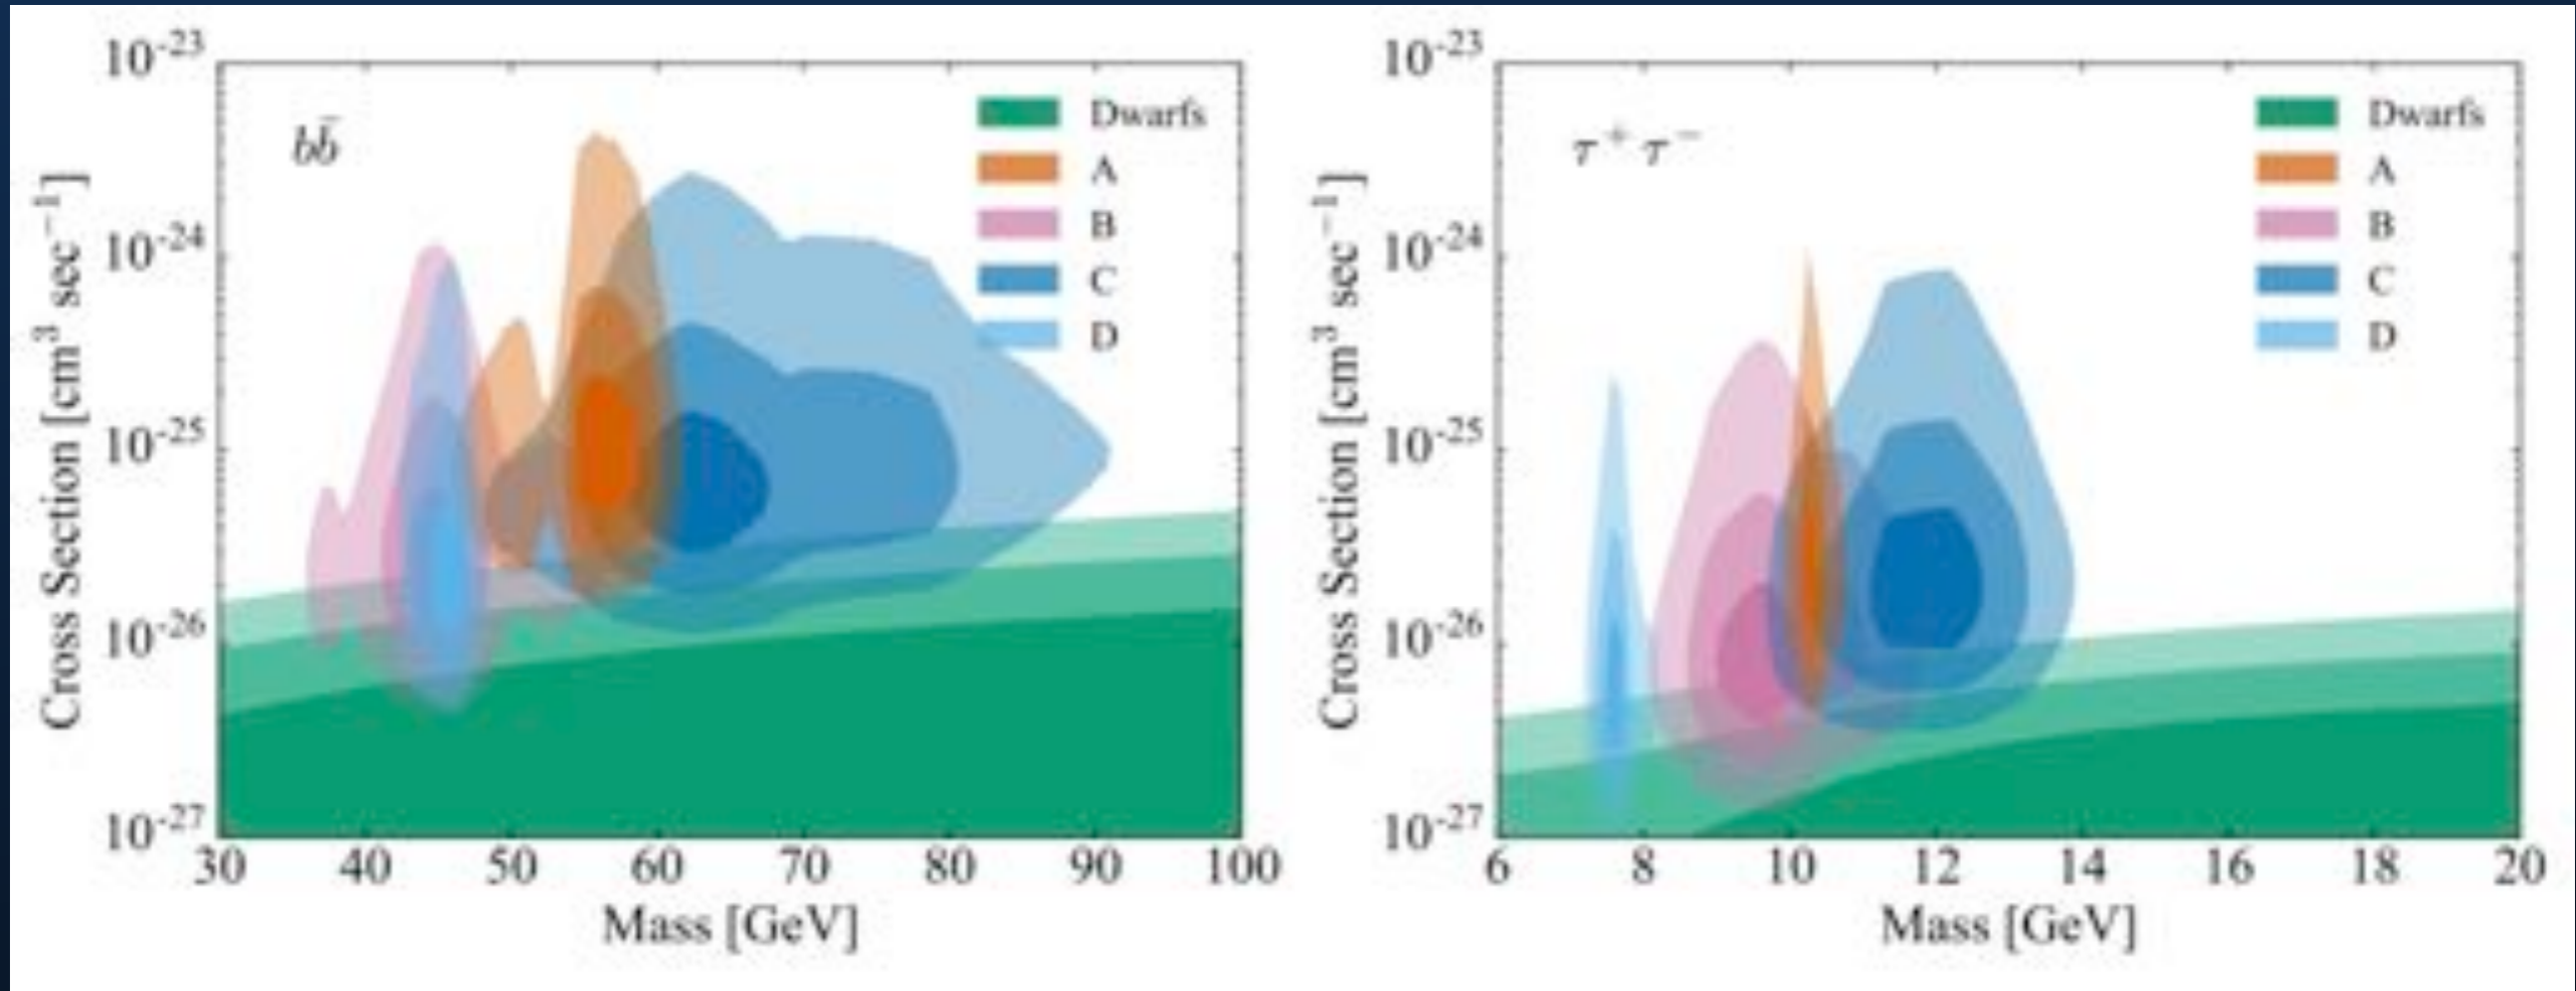 10⁻²³
10⁻²⁴
10⁻²⁵
10⁻²⁶
10⁻²⁷
Cross Section [cm³ sec⁻¹]
bb̄
Dwarfs
A
B
C
D
30 40 50 60 70 80 90 100
Mass [GeV]
10⁻²³
10⁻²⁴
10⁻²⁵
10⁻²⁶
10⁻²⁷
Cross Section [cm³ sec⁻¹]
τ⁺τ⁻
Dwarfs
A
B
C
D
6 8 10 12 14 16 18 20
Mass [GeV]